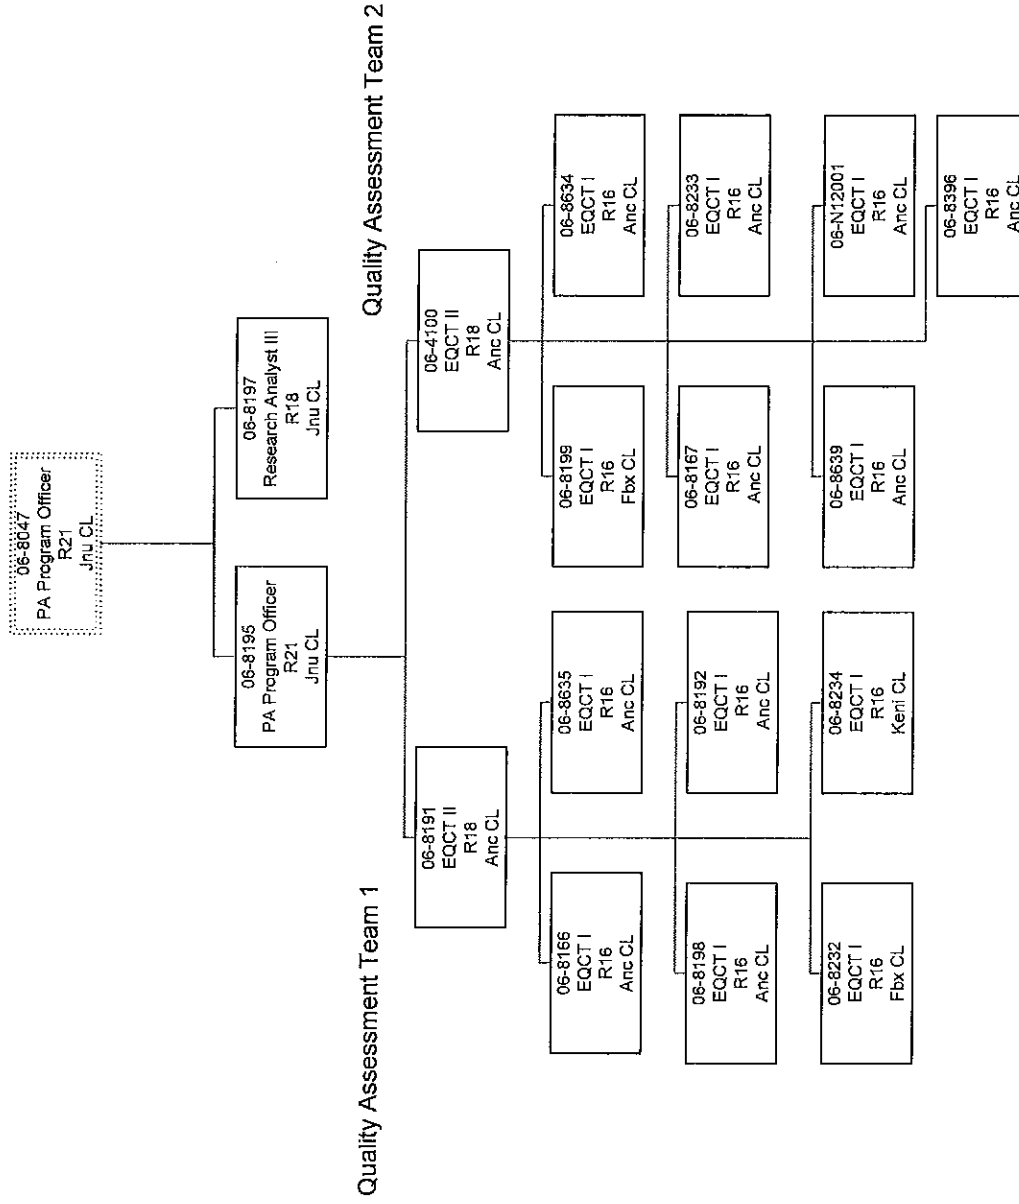 06-8047
PA Program Officer
R21
Jnu CL
06-8195
PA Program Officer
R21
Jnu CL
06-8197
Research Analyst III
R18
Jnu CL
Quality Assessment Team 1
Quality Assessment Team 2
06-8191
EQCT II
R18
Anc CL
06-4100
EQCT II
R18
Anc CL
06-8166
EQCT I
R16
Anc CL
06-8635
EQCT I
R16
Anc CL
06-8199
EQCT I
R16
Fbx CL
06-8634
EQCT I
R16
Anc CL
06-8198
EQCT I
R16
Anc CL
06-8192
EQCT I
R16
Anc CL
06-8167
EQCT I
R16
Anc CL
06-8233
EQCT I
R16
Anc CL
06-8232
EQCT I
R16
Fbx CL
06-8234
EQCT I
R16
Keni CL
06-8639
EQCT I
R16
Anc CL
06-N12001
EQCT I
R16
Anc CL
06-8396
EQCT I
R16
Anc CL